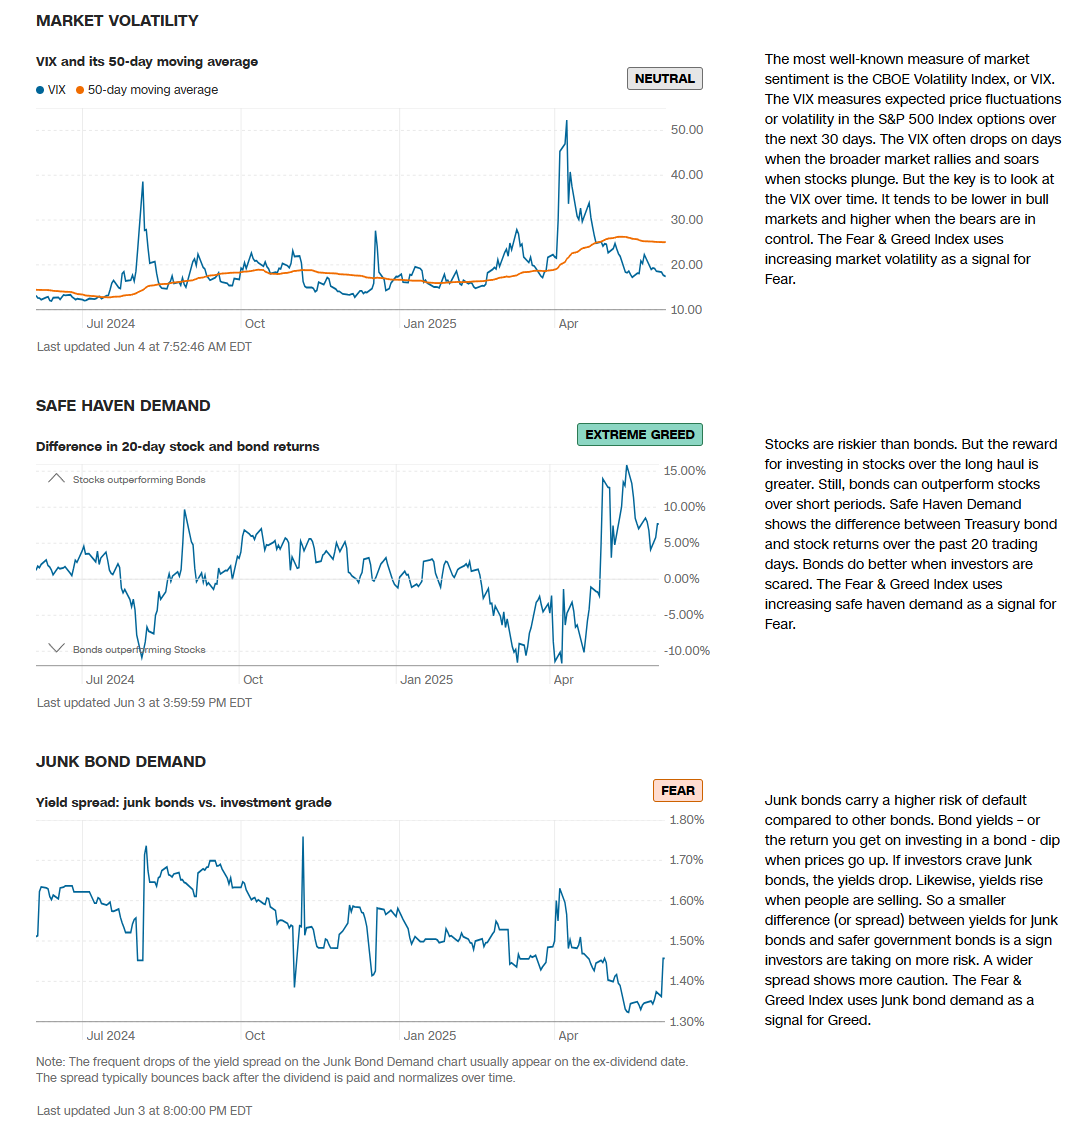 MARKET VOLATILITY
VIX and its 50-day moving average
NEUTRAL
VIX
50-day moving average
50.00
40.00
30.00
20.00
10.00
Jul 2024
Oct
Jan 2025
Apr
Last updated Jun 4 at 7:52:46 AM EDT
The most well-known measure of market
sentiment is the CBOE Volatility Index, or VIX.
The VIX measures expected price fluctuations
or volatility in the S&P 500 Index options over
the next 30 days. The VIX often drops on days
when the broader market rallies and soars
when stocks plunge. But the key is to look at
the VIX over time. It tends to be lower in bull
markets and higher when the bears are in
control. The Fear & Greed Index uses
increasing market volatility as a signal for
Fear.
SAFE HAVEN DEMAND
Difference in 20-day stock and bond returns
EXTREME GREED
Stocks outperforming Bonds
15.00%
10.00%
5.00%
0.00%
-5.00%
-10.00%
Bonds outperforming Stocks
Jul 2024
Oct
Jan 2025
Apr
Last updated Jun 3 at 3:59:59 PM EDT
Stocks are riskier than bonds. But the reward
for investing in stocks over the long haul is
greater. Still, bonds can outperform stocks
over short periods. Safe Haven Demand
shows the difference between Treasury bond
and stock returns over the past 20 trading
days. Bonds do better when investors are
scared. The Fear & Greed Index uses
increasing safe haven demand as a signal for
Fear.
JUNK BOND DEMAND
Yield spread: junk bonds vs. investment grade
FEAR
1.80%
1.70%
1.60%
1.50%
1.40%
1.30%
Jul 2024
Oct
Jan 2025
Apr
Note: The frequent drops of the yield spread on the Junk Bond Demand chart usually appear on the ex-dividend date.
The spread typically bounces back after the dividend is paid and normalizes over time.
Last updated Jun 3 at 8:00:00 PM EDT
Junk bonds carry a higher risk of default
compared to other bonds. Bond yields – or
the return you get on investing in a bond - dip
when prices go up. If investors crave junk
bonds, the yields drop. Likewise, yields rise
when people are selling. So a smaller
difference (or spread) between yields for junk
bonds and safer government bonds is a sign
investors are taking on more risk. A wider
spread shows more caution. The Fear &
Greed Index uses junk bond demand as a
signal for Greed.